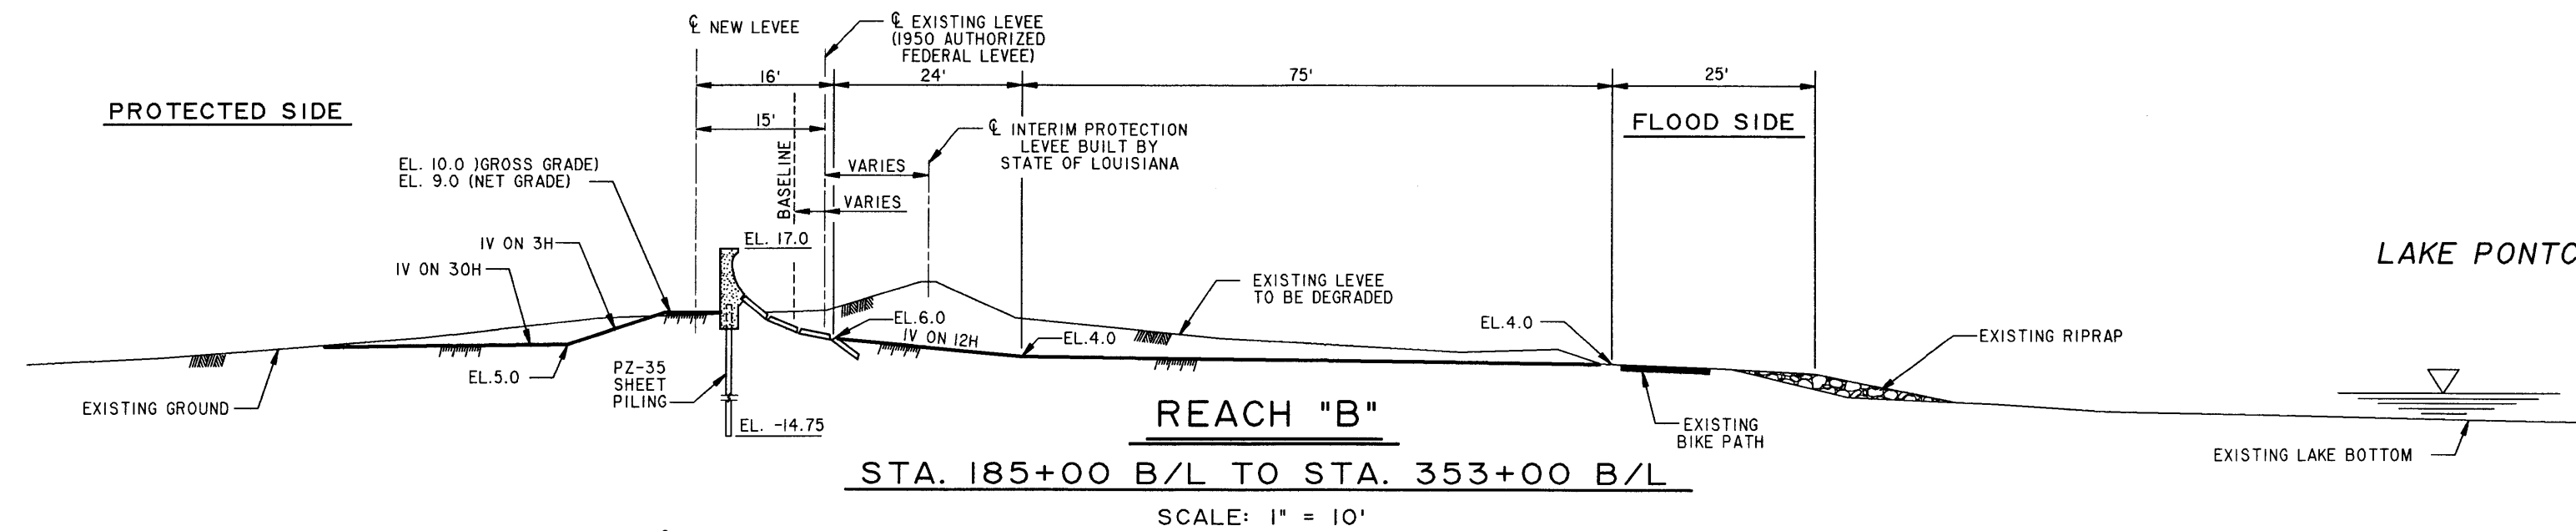 ℄ NEW LEVEE
℄ EXISTING LEVEE
(1950 AUTHORIZED
FEDERAL LEVEE)
16'
24'
75'
25'
PROTECTED SIDE
15'
BASELINE
℄ INTERIM PROTECTION
LEVEE BUILT BY
STATE OF LOUISIANA
FLOOD SIDE
VARIES
VARIES
EL. 10.0 )GROSS GRADE)
EL. 9.0 (NET GRADE)
1V ON 3H
1V ON 30H
EL. 17.0
LAKE PONTC
EXISTING LEVEE
TO BE DEGRADED
EL.6.0
1V ON 12H
EL.4.0
EL.4.0
EXISTING RIPRAP
EL.5.0
PZ-35
SHEET
PILING
EXISTING GROUND
EL. -14.75
REACH "B"
EXISTING
BIKE PATH
EXISTING LAKE BOTTOM
STA. 185+00 B/L TO STA. 353+00 B/L
SCALE: 1" = 10'